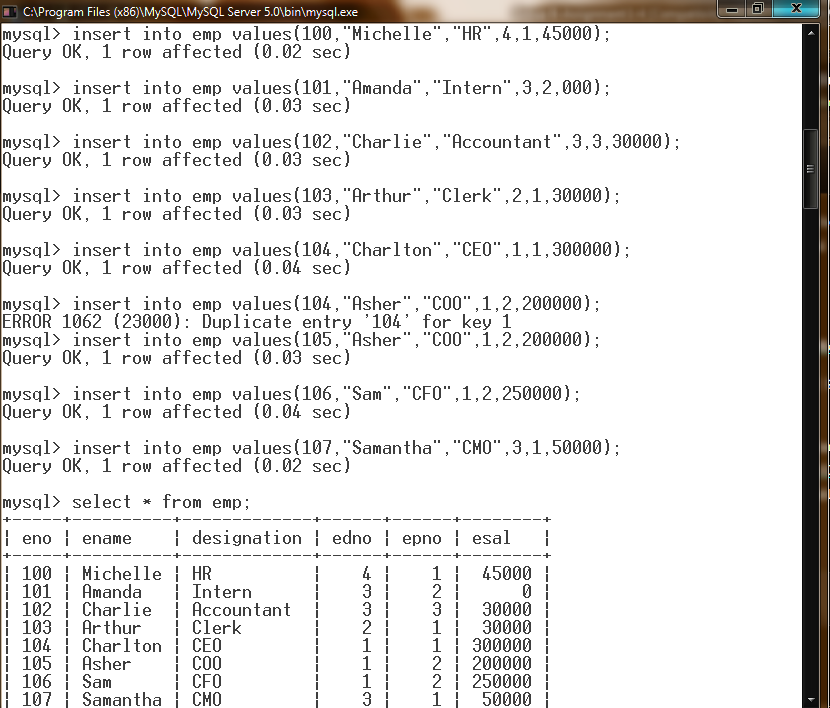 C:\Program Files (x86)\MySQL\MySQL Server 5.0\bin\mysql.exe
mysql> insert into emp values(100,"Michelle","HR",4,1,45000);
Query OK, 1 row affected (0.02 sec)
mysql> insert into emp values(101,"Amanda","Intern",3,2,000);
Query OK, 1 row affected (0.03 sec)
mysql> insert into emp values(102,"Charlie","Accountant",3,3,30000);
Query OK, 1 row affected (0.03 sec)
mysql> insert into emp values(103,"Arthur","Clerk",2,1,30000);
Query OK, 1 row affected (0.03 sec)
mysql> insert into emp values(104,"Charlton","CEO",1,1,300000);
Query OK, 1 row affected (0.04 sec)
mysql> insert into emp values(104,"Asher","COO",1,2,200000);
ERROR 1062 (23000): Duplicate entry '104' for key 1
mysql> insert into emp values(105,"Asher","COO",1,2,200000);
Query OK, 1 row affected (0.03 sec)
mysql> insert into emp values(106,"Sam","CFO",1,2,250000);
Query OK, 1 row affected (0.04 sec)
mysql> insert into emp values(107,"Samantha","CMO",3,1,50000);
Query OK, 1 row affected (0.02 sec)
mysql> select * from emp;
+-----+----------+-------------+------+------+--------+
| eno | ename    | designation | edno | epno | esal   |
+-----+----------+-------------+------+------+--------+
| 100 | Michelle | HR          |    4 |    1 |  45000 |
| 101 | Amanda   | Intern      |    3 |    2 |      0 |
| 102 | Charlie  | Accountant  |    3 |    3 |  30000 |
| 103 | Arthur   | Clerk       |    2 |    1 |  30000 |
| 104 | Charlton | CEO         |    1 |    1 | 300000 |
| 105 | Asher    | COO         |    1 |    2 | 200000 |
| 106 | Sam      | CFO         |    1 |    2 | 250000 |
| 107 | Samantha | CMO         |    3 |    1 |  50000 |